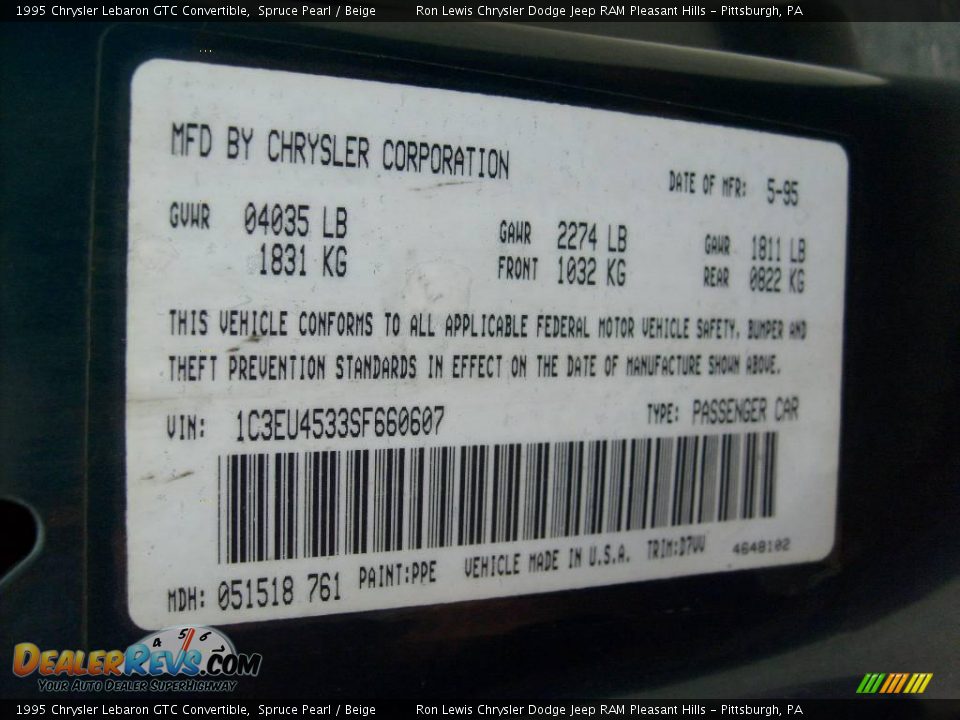 1995 Chrysler Lebaron GTC Convertible, Spruce Pearl / Beige Ron Lewis Chrysler Dodge Jeep RAM Pleasant Hills - Pittsburgh, PA
MFD BY CHRYSLER CORPORATION
DATE OF MFR: 5-95
GVWR 04035 LB
1831 KG
GAWR 2274 LB
FRONT 1032 KG
GAWR 1811 LB
REAR 0822 KG
THIS VEHICLE CONFORMS TO ALL APPLICABLE FEDERAL MOTOR VEHICLE SAFETY, BUMPER AND
THEFT PREVENTION STANDARDS IN EFFECT ON THE DATE OF MANUFACTURE SHOWN ABOVE.
VIN: 1C3EU4533SF660607 TYPE: PASSENGER CAR
MDH: 051518 761 PAINT:PPE VEHICLE MADE IN U.S.A. TRIM:D7VV 4648102
4 5 6
DealerRevs.com
Your Auto Dealer SuperHighway
1995 Chrysler Lebaron GTC Convertible, Spruce Pearl / Beige Ron Lewis Chrysler Dodge Jeep RAM Pleasant Hills - Pittsburgh, PA